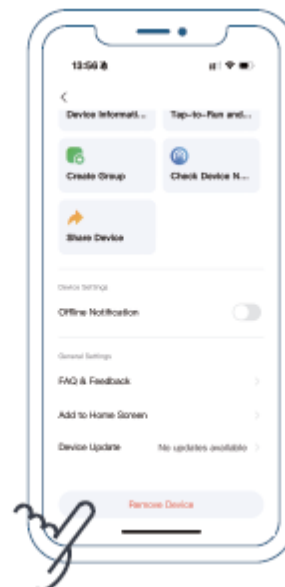 13:56
Device Informati...
Tap-to-Run and...
Create Group
Check Device N...
Share Device
Device Settings
Offline Notification
General Settings
FAQ & Feedback
Add to Home Screen
Device Update No updates available
Remove Device